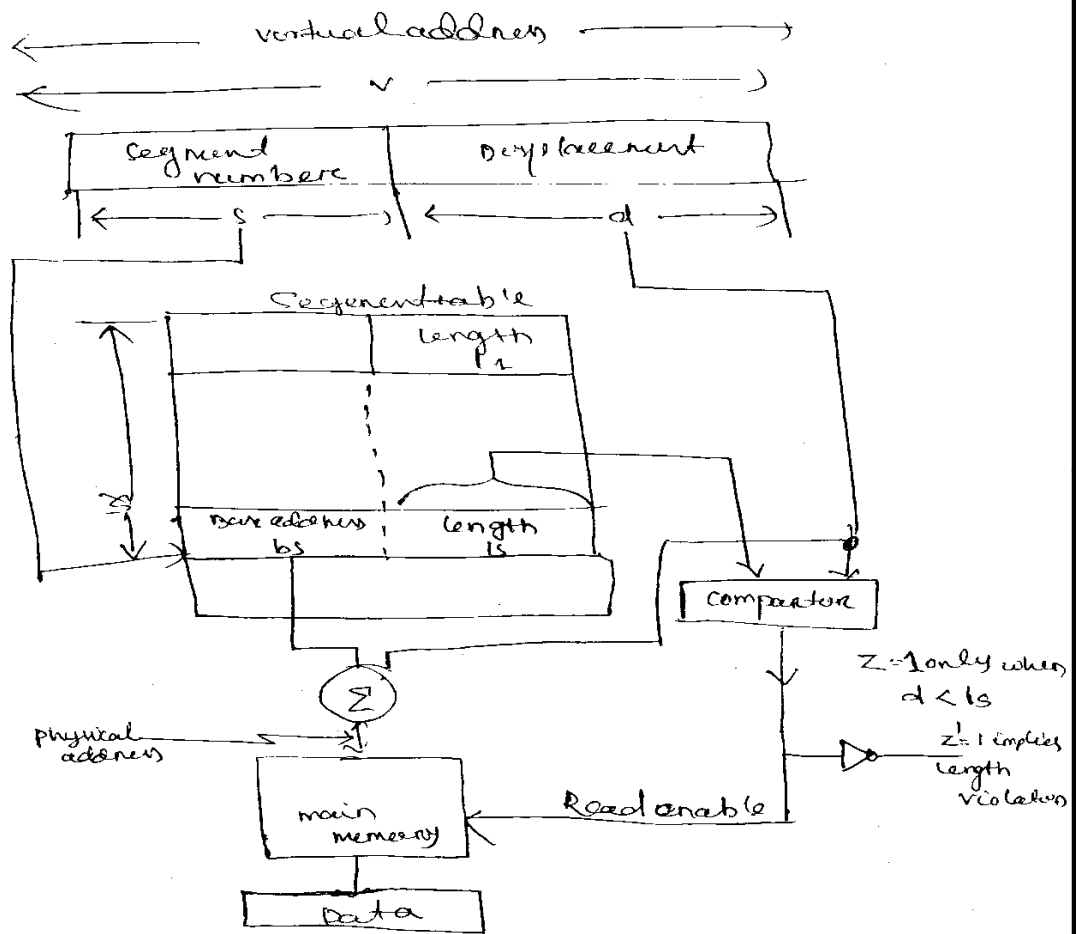 virtual address
v
segment
numbers
Displacement
s
d
Segment table
length
l1
s
Base address
bs
length
ls
comparator
Z=1 only when
d < ls
Σ
physical
address
z'=1 implies
length
violation
Read enable
main
memory
Data